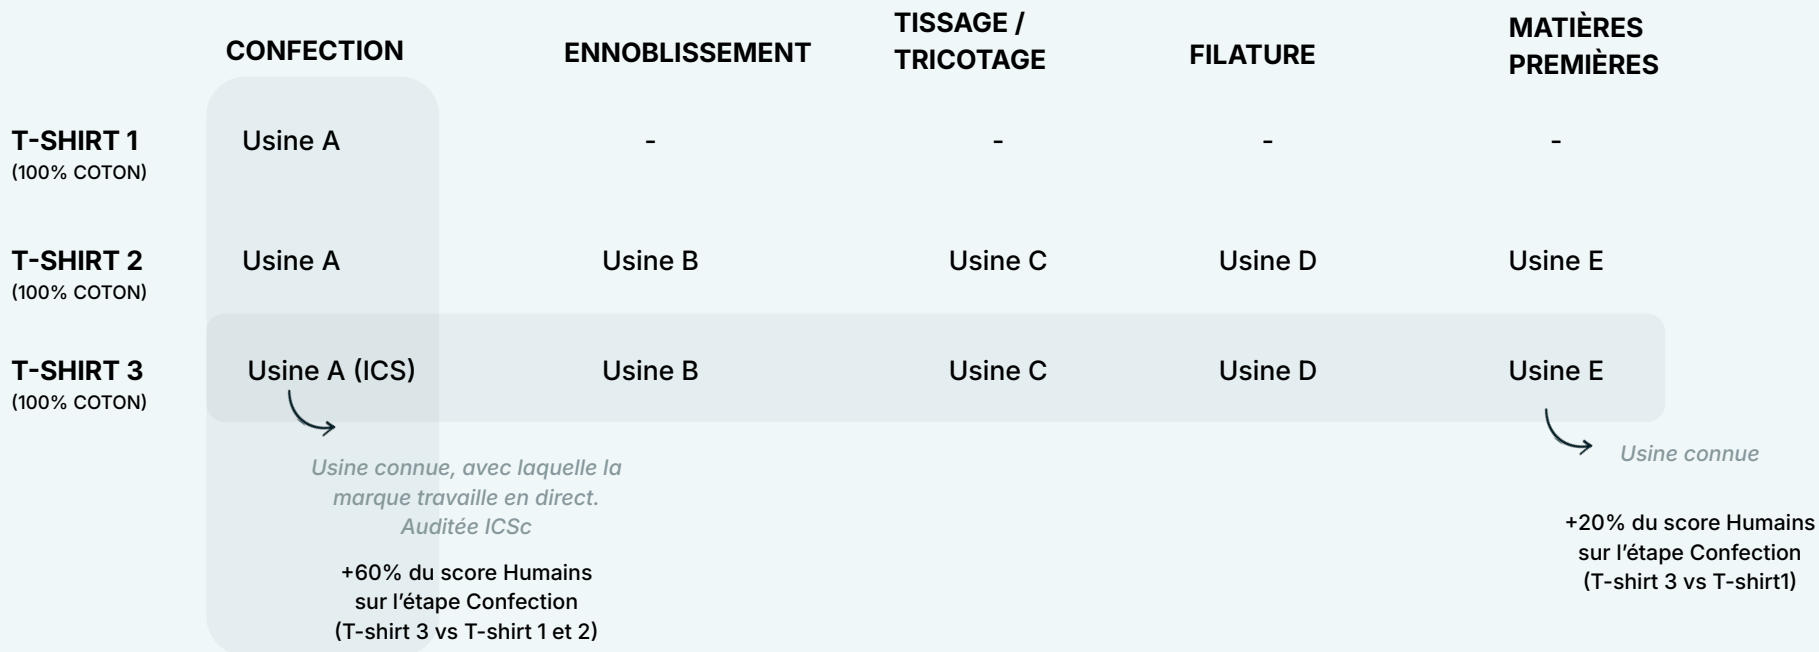 CONFECTION
ENNOBLISSEMENT
TISSAGE /
TRICOTAGE
FILATURE
MATIÈRES
PREMIÈRES
T-SHIRT 1
(100% COTON)
Usine A
-
-
-
-
T-SHIRT 2
(100% COTON)
Usine A
Usine B
Usine C
Usine D
Usine E
T-SHIRT 3
(100% COTON)
Usine A (ICS)
Usine B
Usine C
Usine D
Usine E
Usine connue, avec laquelle la
marque travaille en direct.
Auditée ICSc
+60% du score Humains
sur l’étape Confection
(T-shirt 3 vs T-shirt 1 et 2)
Usine connue
+20% du score Humains
sur l’étape Confection
(T-shirt 3 vs T-shirt1)